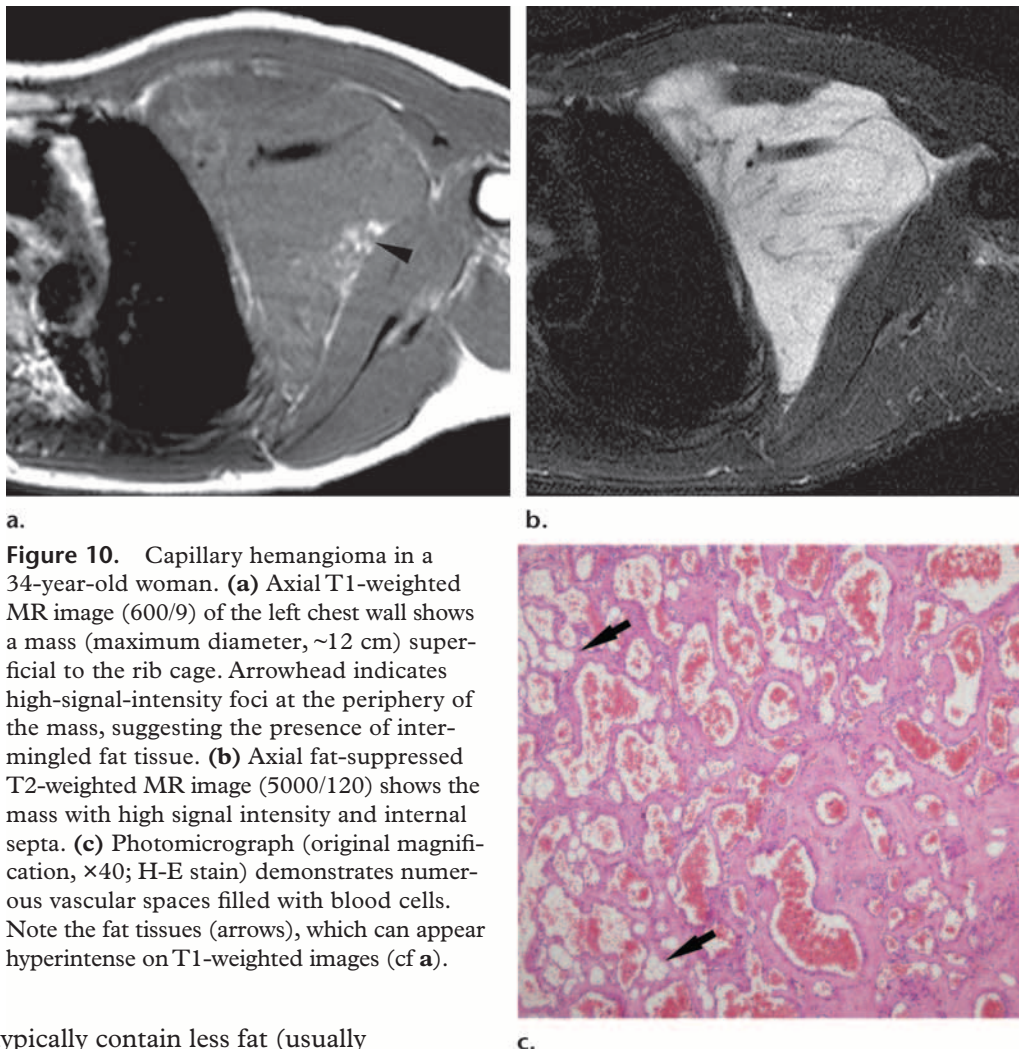 a.
b.
Figure 10. Capillary hemangioma in a
34-year-old woman. (a) Axial T1-weighted
MR image (600/9) of the left chest wall shows
a mass (maximum diameter, ~12 cm) super-
ficial to the rib cage. Arrowhead indicates
high-signal-intensity foci at the periphery of
the mass, suggesting the presence of inter-
mingled fat tissue. (b) Axial fat-suppressed
T2-weighted MR image (5000/120) shows the
mass with high signal intensity and internal
septa. (c) Photomicrograph (original magnifi-
cation, ×40; H-E stain) demonstrates numer-
ous vascular spaces filled with blood cells.
Note the fat tissues (arrows), which can appear
hyperintense on T1-weighted images (cf a).
ypically contain less fat (usually
c.